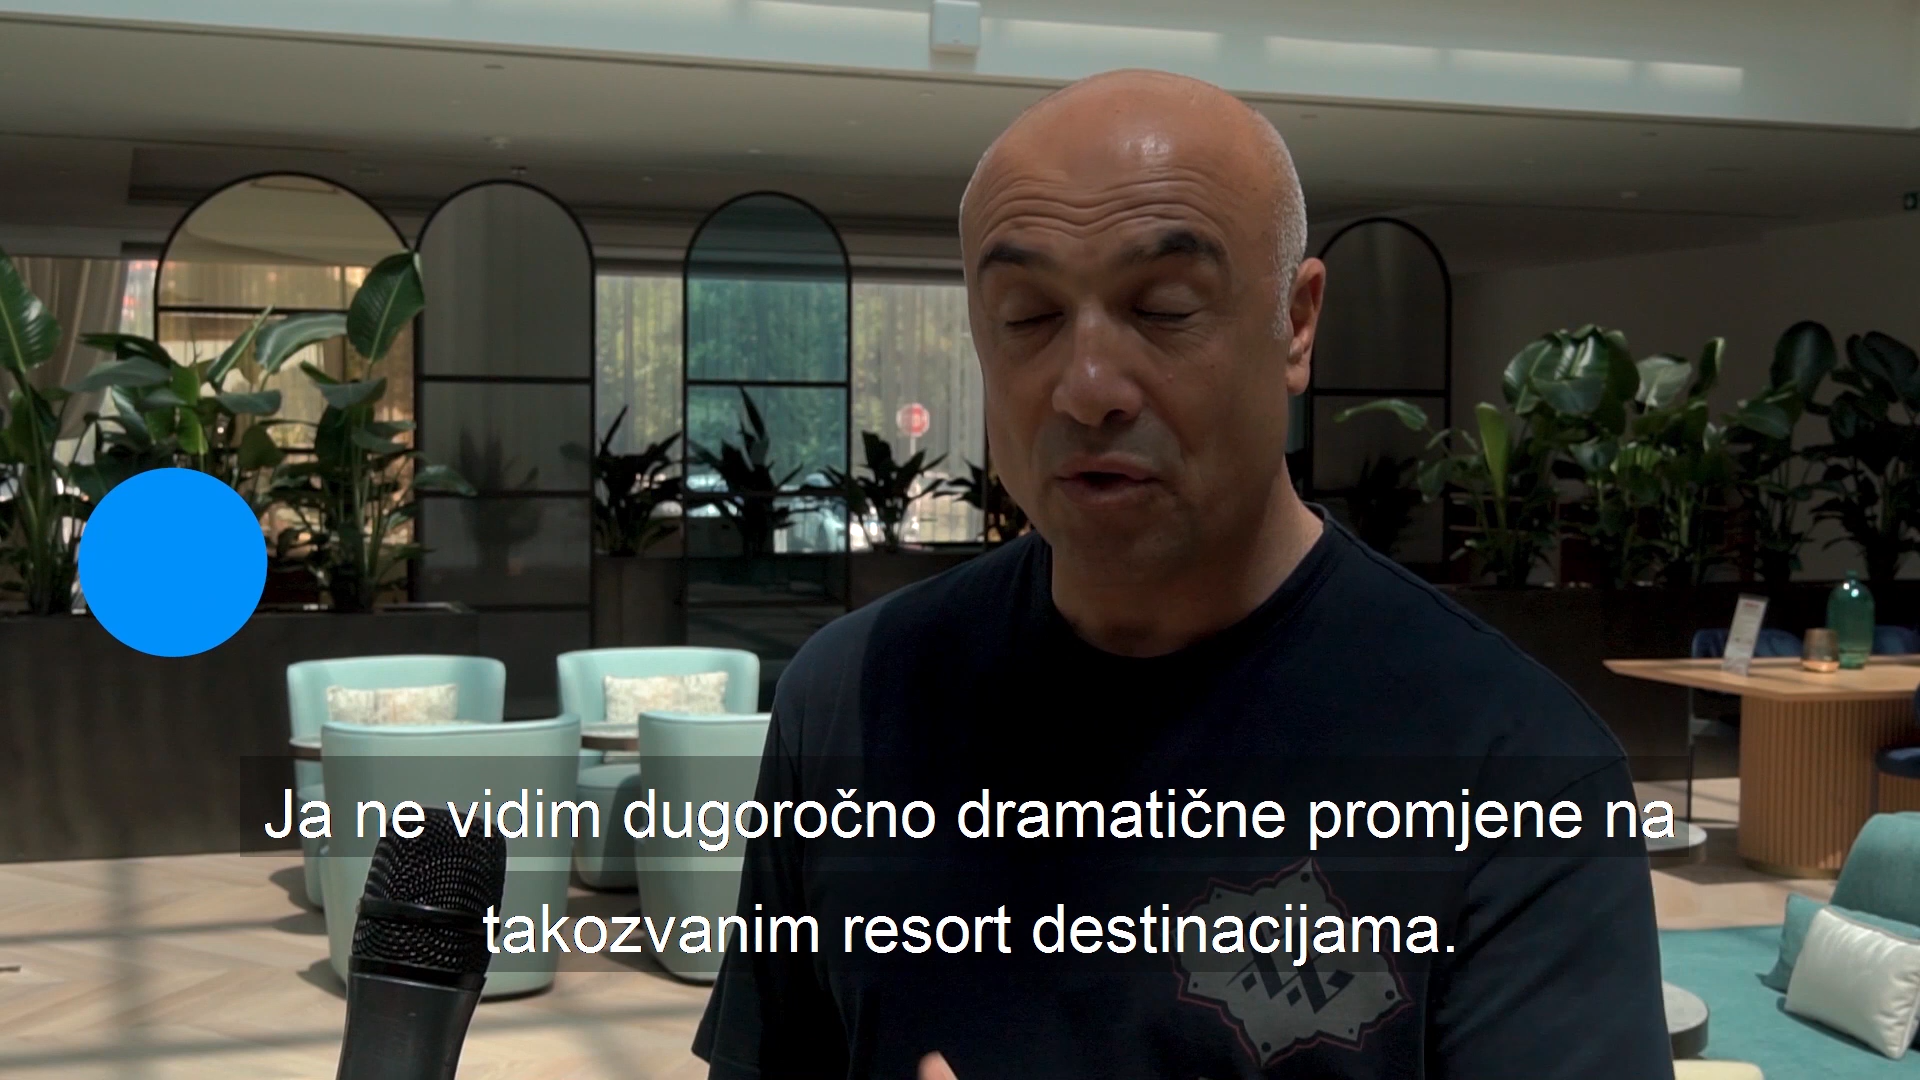 Ja ne vidim dugoročno dramatične promjene na
takozvanim resort destinacijama.